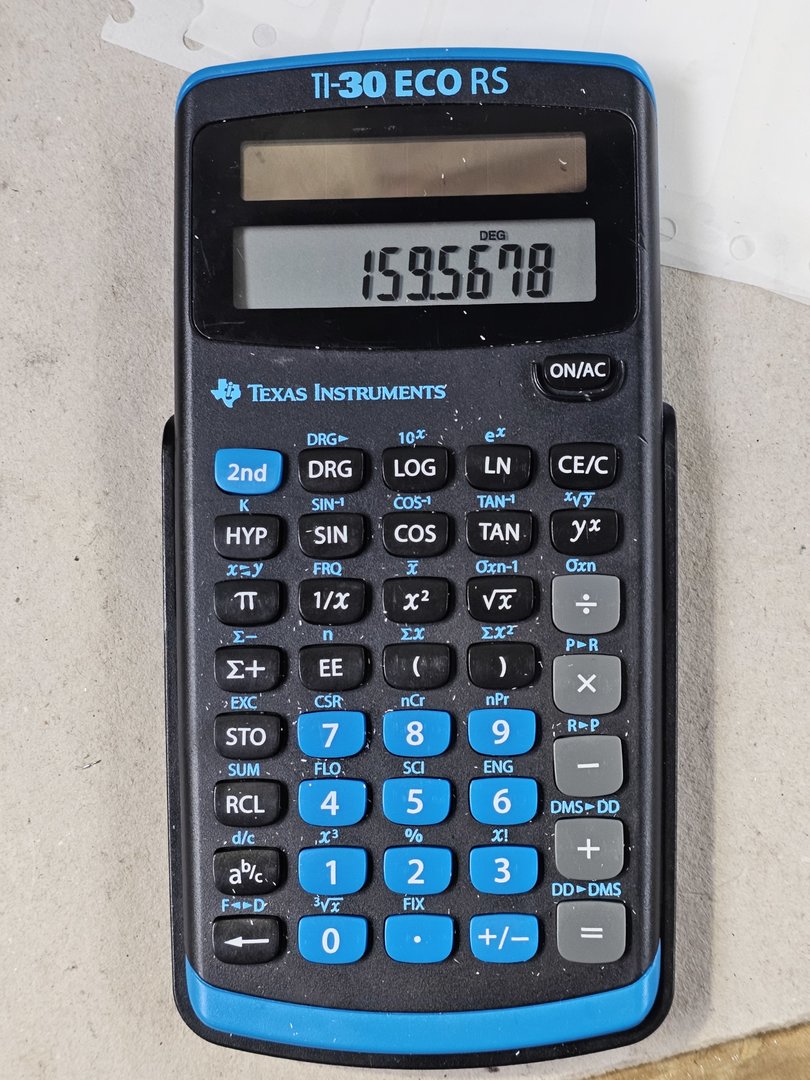 TI-30 ECO RS
DEG
159.5678
TEXAS INSTRUMENTS
ON/AC
DRG► 10ˣ eˣ
2nd DRG LOG LN CE/C
K SIN⁻¹ COS⁻¹ TAN⁻¹ ˣ√y
HYP SIN COS TAN yˣ
x⇆y FRQ x̄ σxn-1 σxn
π 1/x x² √x ÷
Σ− n Σx Σx² P►R
Σ+ EE ( ) ×
EXC CSR nCr nPr R►P
STO 7 8 9 −
SUM FLO SCI ENG DMS►DD
RCL 4 5 6 +
d/c x³ % x! DD►DMS
aᵇ/c 1 2 3 =
F◄►D ³√x FIX
← 0 . +/−